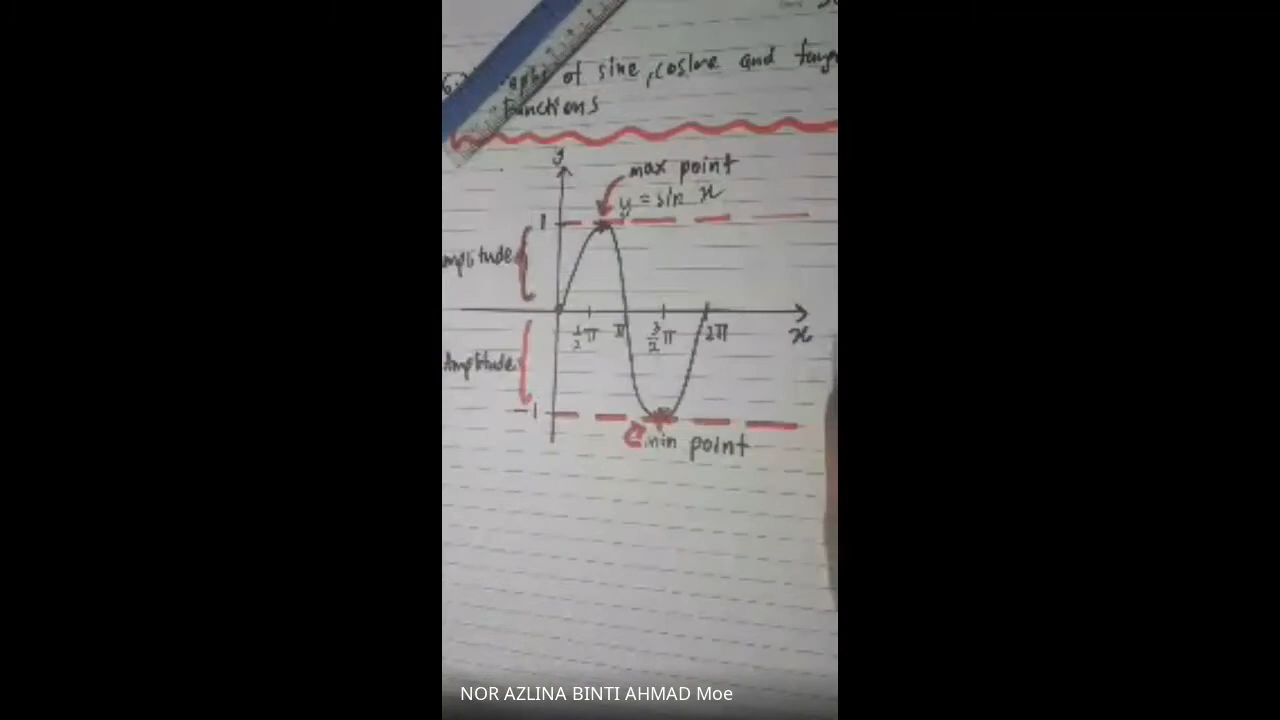 of sine, cosine and
functions
y
max point
y = sin x
1
Amplitude
1/2 π π 3/2 π 2π
x
Amplitude
-1
min point
NOR AZLINA BINTI AHMAD Moe